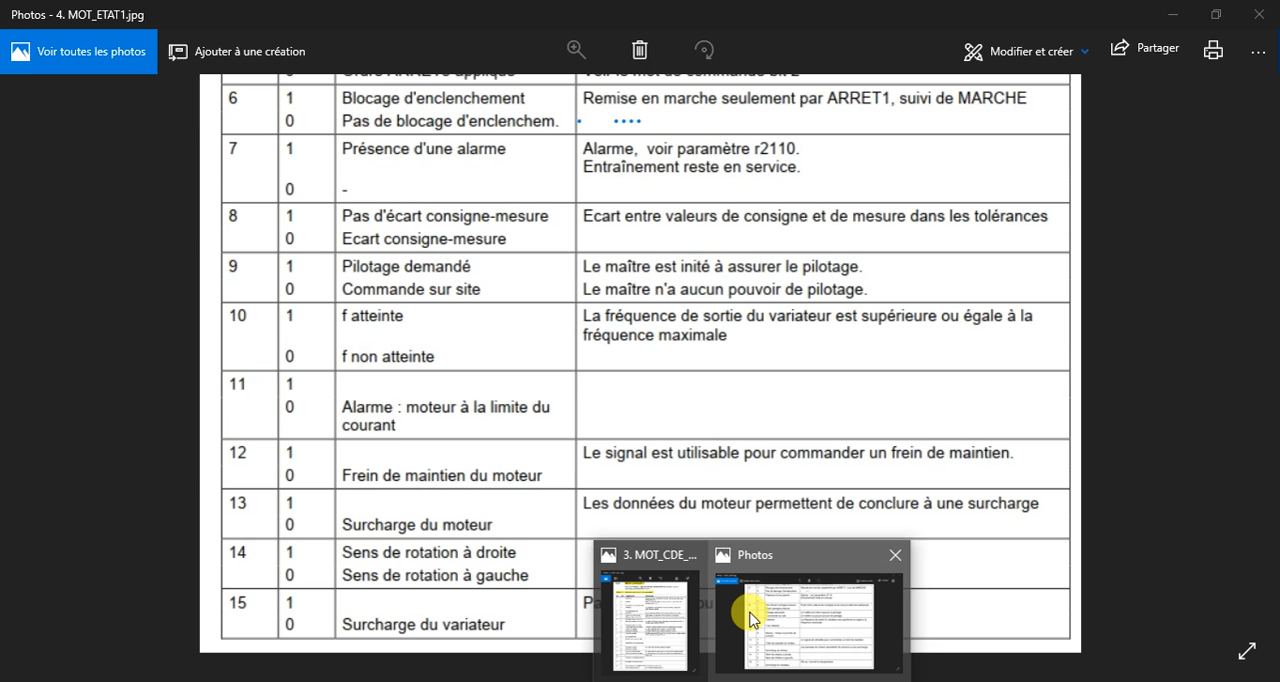 Photos - 4. MOT_ETAT1.jpg
Voir toutes les photos
Ajouter à une création
Modifier et créer
Partager
6 1 Blocage d'enclenchement Remise en marche seulement par ARRET1, suivi de MARCHE
0 Pas de blocage d'enclenchem.
7 1 Présence d'une alarme Alarme, voir paramètre r2110.
Entraînement reste en service.
0 -
8 1 Pas d'écart consigne-mesure Ecart entre valeurs de consigne et de mesure dans les tolérances
0 Ecart consigne-mesure
9 1 Pilotage demandé Le maître est inité à assurer le pilotage.
0 Commande sur site Le maître n'a aucun pouvoir de pilotage.
10 1 f atteinte La fréquence de sortie du variateur est supérieure ou égale à la
fréquence maximale
0 f non atteinte
11 1
0 Alarme : moteur à la limite du
courant
12 1 Le signal est utilisable pour commander un frein de maintien.
0 Frein de maintien du moteur
13 1 Les données du moteur permettent de conclure à une surcharge
0 Surcharge du moteur
14 1 Sens de rotation à droite
0 Sens de rotation à gauche
15 1
0 Surcharge du variateur
3. MOT_CDE_...
Photos